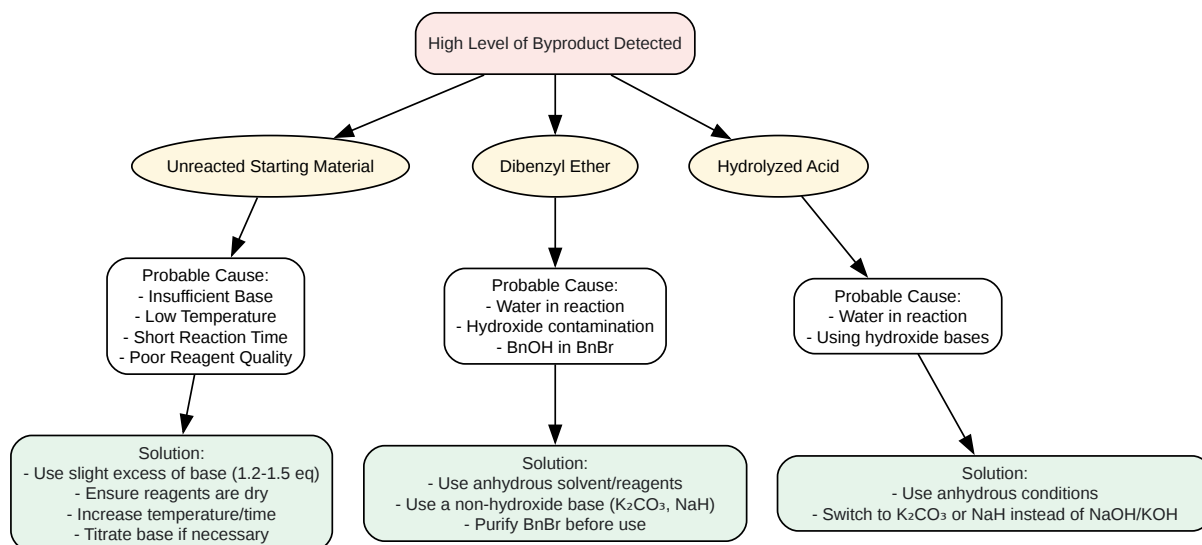 High Level of Byproduct Detected
Unreacted Starting Material
Dibenzyl Ether
Hydrolyzed Acid
Probable Cause:
- Insufficient Base
- Low Temperature
- Short Reaction Time
- Poor Reagent Quality
Probable Cause:
- Water in reaction
- Hydroxide contamination
- BnOH in BnBr
Probable Cause:
- Water in reaction
- Using hydroxide bases
Solution:
- Use slight excess of base (1.2-1.5 eq)
- Ensure reagents are dry
- Increase temperature/time
- Titrate base if necessary
Solution:
- Use anhydrous solvent/reagents
- Use a non-hydroxide base (K₂CO₃, NaH)
- Purify BnBr before use
Solution:
- Use anhydrous conditions
- Switch to K₂CO₃ or NaH instead of NaOH/KOH